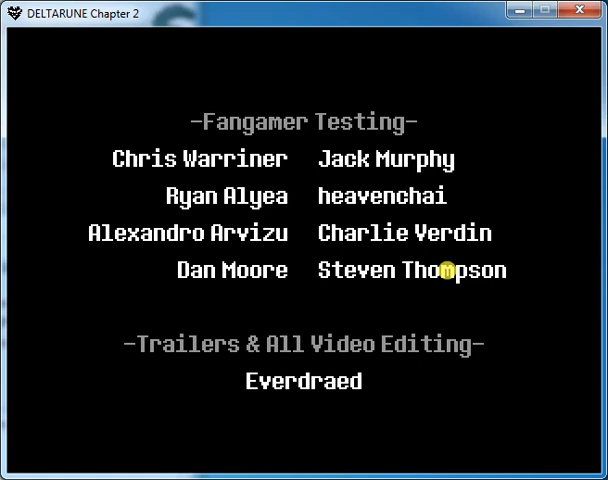 DELTARUNE Chapter 2
-Fangamer Testing-
Chris Warriner Jack Murphy
Ryan Alyea heavenchai
Alexandro Arvizu Charlie Verdin
Dan Moore Steven Thompson
-Trailers & All Video Editing-
Everdraed